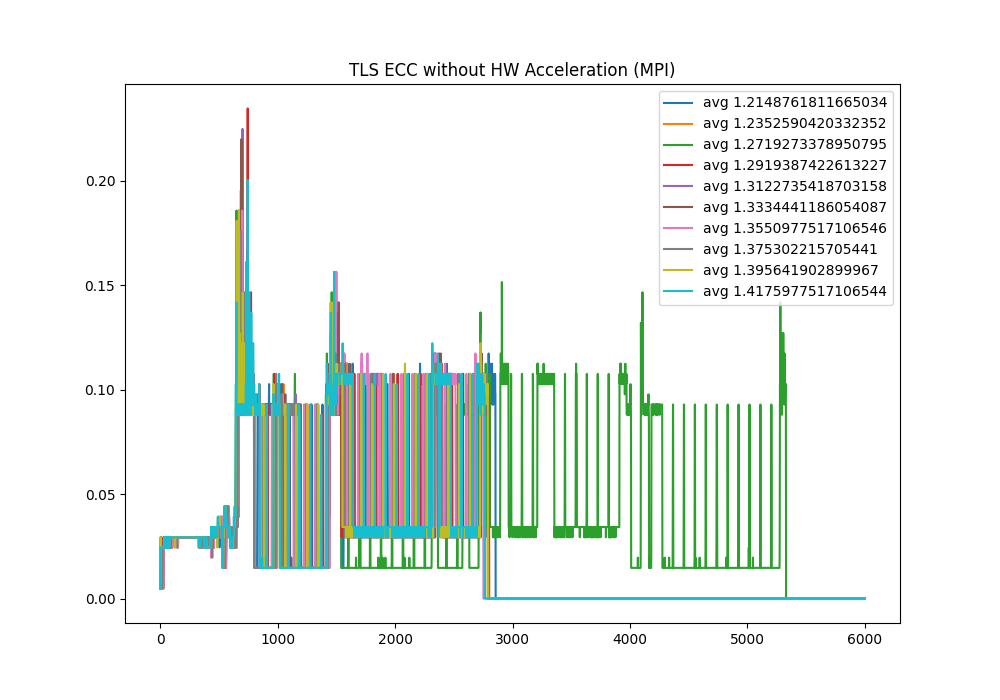 TLS ECC without HW Acceleration (MPI)
avg 1.2148761811665034
avg 1.2352590420332352
avg 1.2719273378950795
avg 1.2919387422613227
avg 1.3122735418703158
avg 1.3334441186054087
avg 1.3550977517106546
avg 1.375302215705441
avg 1.395641902899967
avg 1.4175977517106544
0.20
0.15
0.10
0.05
0.00
0 1000 2000 3000 4000 5000 6000